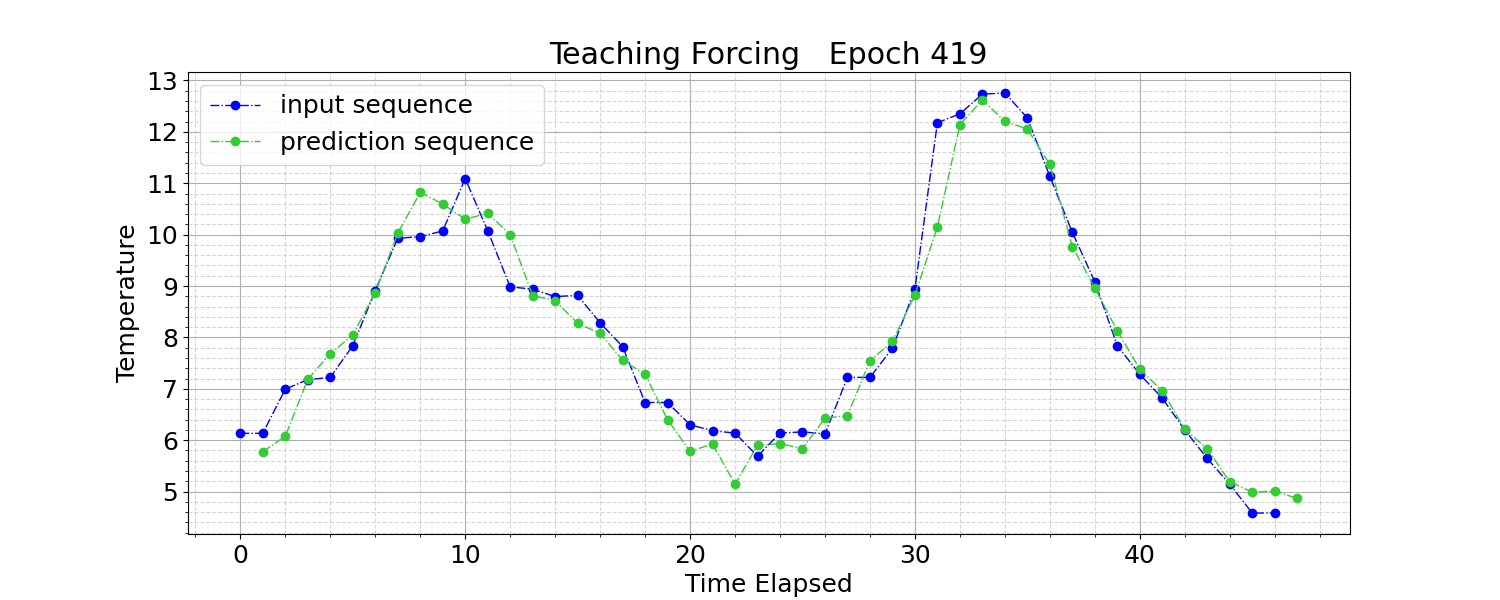 Teaching Forcing   Epoch 419
13
12
11
10
9
8
7
6
5
Temperature
input sequence
prediction sequence
0 10 20 30 40
Time Elapsed